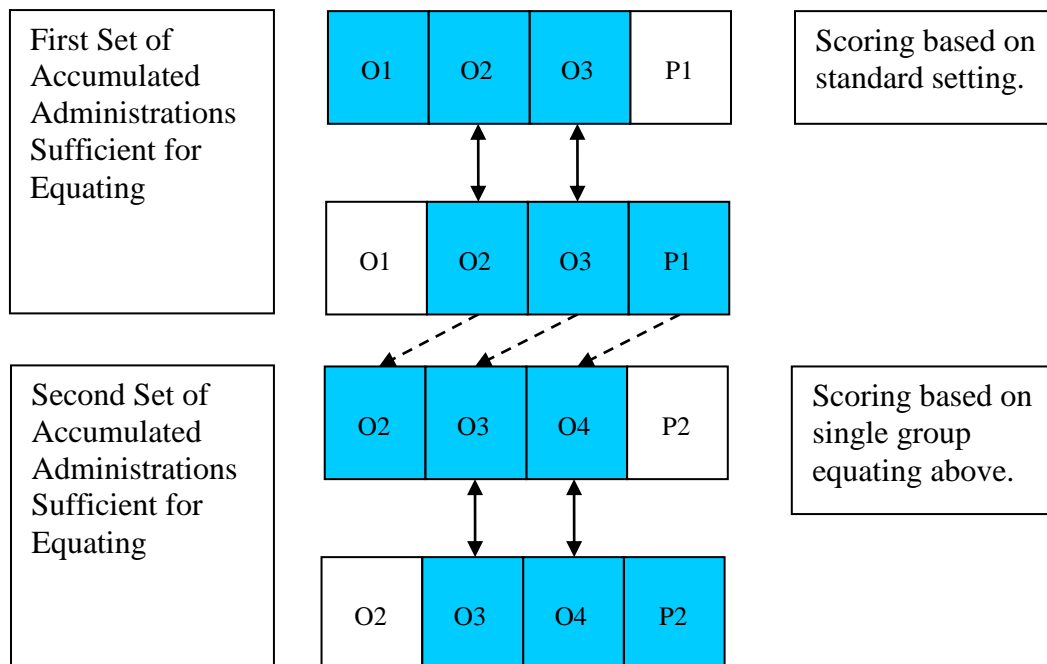 First Set of
Accumulated
Administrations
Sufficient for
Equating
O1 O2 O3 P1
Scoring based on
standard setting.
O1 O2 O3 P1
Second Set of
Accumulated
Administrations
Sufficient for
Equating
O2 O3 O4 P2
Scoring based on
single group
equating above.
O2 O3 O4 P2